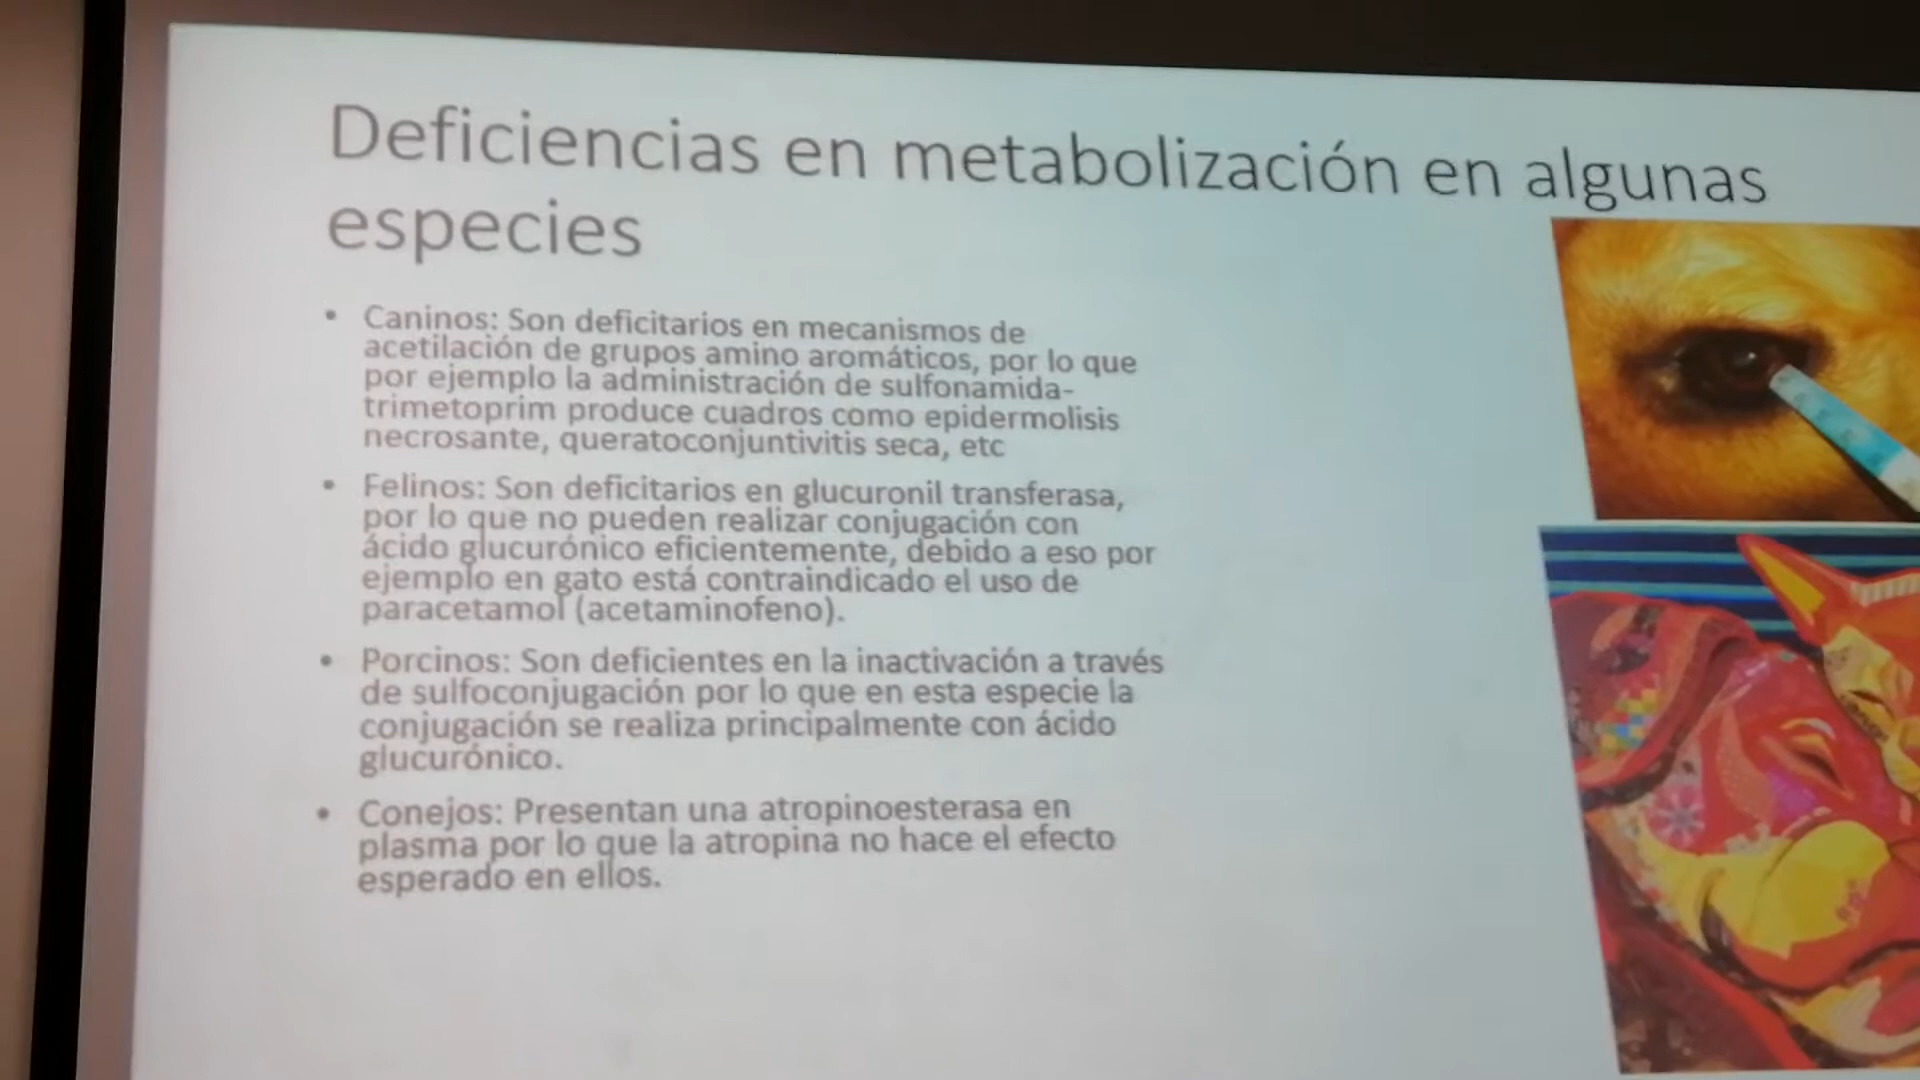 Deficiencias en metabolización en algunas
especies
• Caninos: Son deficitarios en mecanismos de
acetilación de grupos amino aromáticos, por lo que
por ejemplo la administración de sulfonamida-
trimetoprim produce cuadros como epidermolisis
necrosante, queratoconjuntivitis seca, etc
• Felinos: Son deficitarios en glucuronil transferasa,
por lo que no pueden realizar conjugación con
ácido glucurónico eficientemente, debido a eso por
ejemplo en gato está contraindicado el uso de
paracetamol (acetaminofeno).
• Porcinos: Son deficientes en la inactivación a través
de sulfoconjugación por lo que en esta especie la
conjugación se realiza principalmente con ácido
glucurónico.
• Conejos: Presentan una atropinoesterasa en
plasma por lo que la atropina no hace el efecto
esperado en ellos.